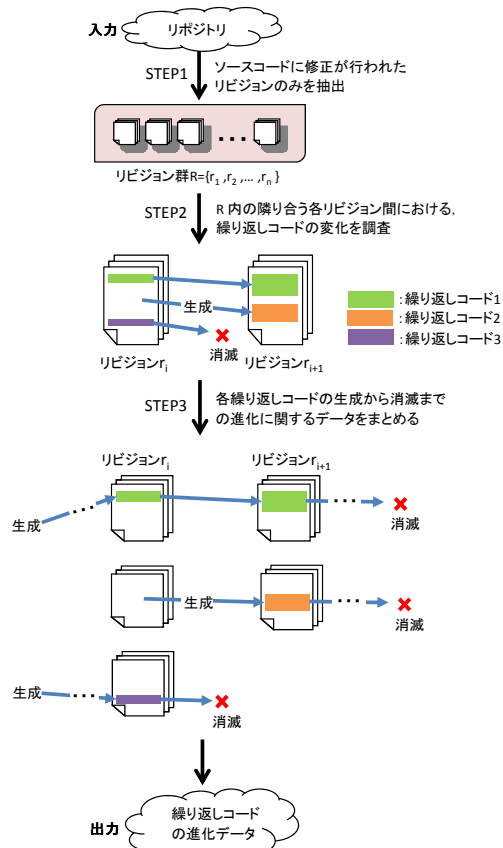 入力
リポジトリ
STEP1
ソースコードに修正が行われた
リビジョンのみを抽出
リビジョン群R={r1 ,r2 ,… ,rn }
STEP2
R 内の隣り合う各リビジョン間における,
繰り返しコードの変化を調査
生成
消滅
リビジョンri
リビジョンri+1
: 繰り返しコード1
: 繰り返しコード2
: 繰り返しコード3
STEP3
各繰り返しコードの生成から消滅まで
の進化に関するデータをまとめる
リビジョンri
リビジョンri+1
生成
消滅
生成
消滅
生成
消滅
出力
繰り返しコード
の進化データ